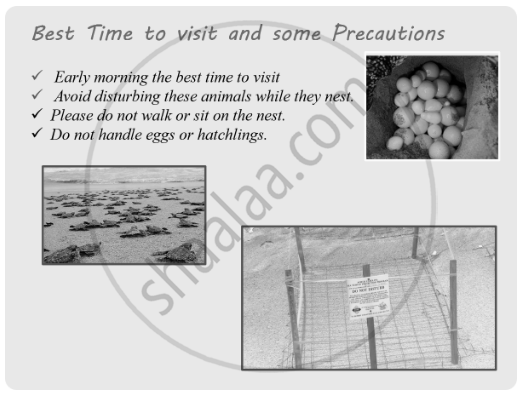 Best Time to visit and some Precautions
✓ Early morning the best time to visit
✓ Avoid disturbing these animals while they nest.
✓ Please do not walk or sit on the nest.
✓ Do not handle eggs or hatchlings.
shaalaa.com